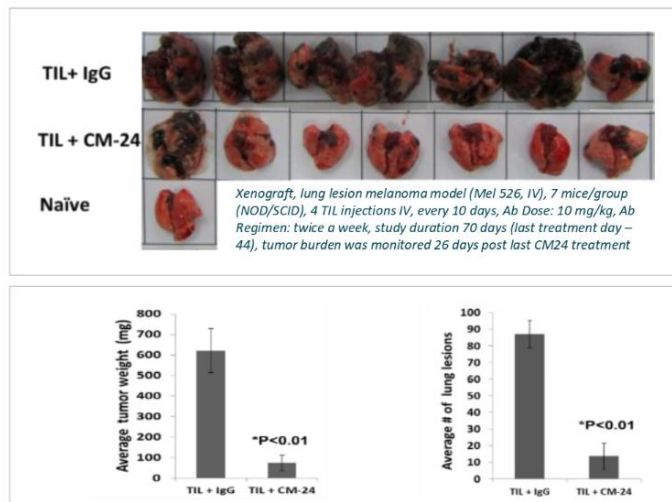 TIL+ IgG
TIL + CM-24
Naïve
Xenograft, lung lesion melanoma model (Mel 526, IV), 7 mice/group
(NOD/SCID), 4 TIL injections IV, every 10 days, Ab Dose: 10 mg/kg, Ab
Regimen: twice a week, study duration 70 days (last treatment day –
44), tumor burden was monitored 26 days post last CM24 treatment
Average tumor weight (mg)
800
700
600
500
400
300
200
100
0
*P<0.01
TIL + IgG
TIL + CM-24
Average # of lung lesions
100
90
80
70
60
50
40
30
20
10
0
*P<0.01
TIL + IgG
TIL + CM-24